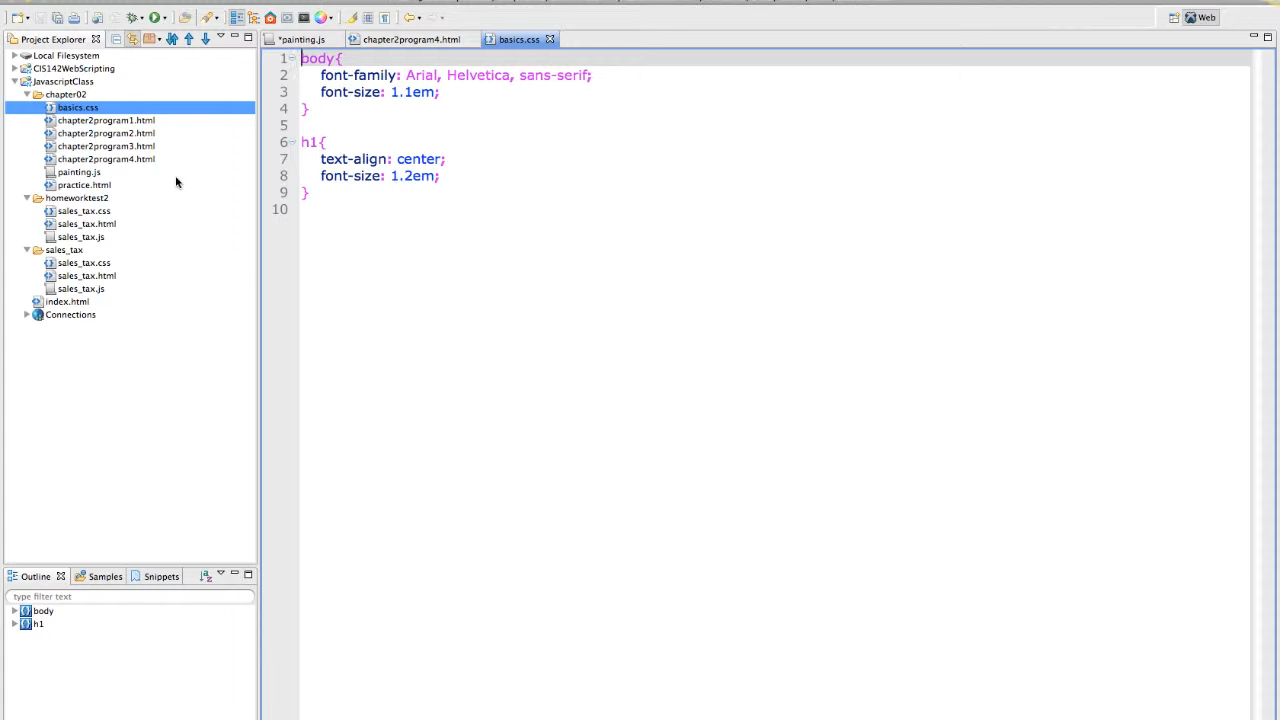 Web
Project Explorer
*painting.js
chapter2program4.html
basics.css
Local Filesystem
CIS142WebScripting
JavascriptClass
chapter02
basics.css
chapter2program1.html
chapter2program2.html
chapter2program3.html
chapter2program4.html
painting.js
practice.html
homeworktest2
sales_tax.css
sales_tax.html
sales_tax.js
sales_tax
sales_tax.css
sales_tax.html
sales_tax.js
index.html
Connections
1 body{
2 font-family: Arial, Helvetica, sans-serif;
3 font-size: 1.1em;
4 }
5
6 h1{
7 text-align: center;
8 font-size: 1.2em;
9 }
10
Outline
Samples
Snippets
type filter text
body
h1